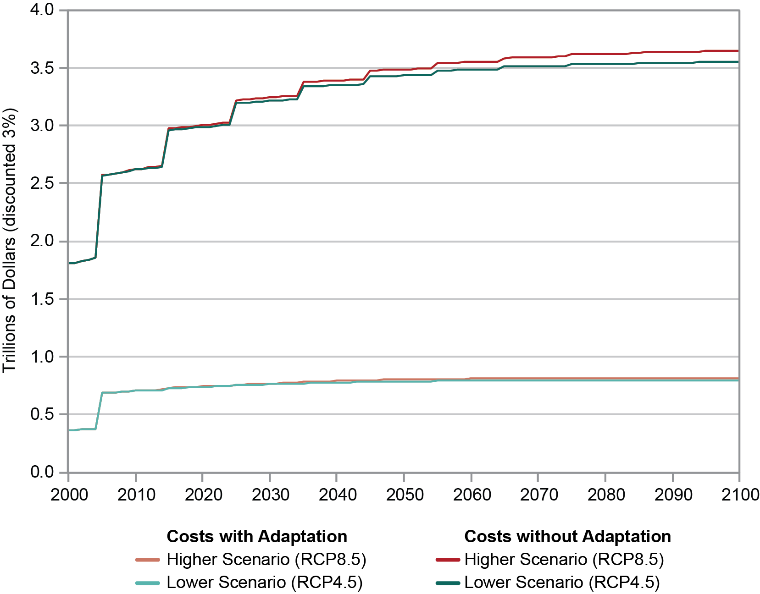 Trillions of Dollars (discounted 3%)
4.0
3.5
3.0
2.5
2.0
1.5
1.0
0.5
0.0
2000 2010 2020 2030 2040 2050 2060 2070 2080 2090 2100
Costs with Adaptation
Higher Scenario (RCP8.5)
Lower Scenario (RCP4.5)
Costs without Adaptation
Higher Scenario (RCP8.5)
Lower Scenario (RCP4.5)